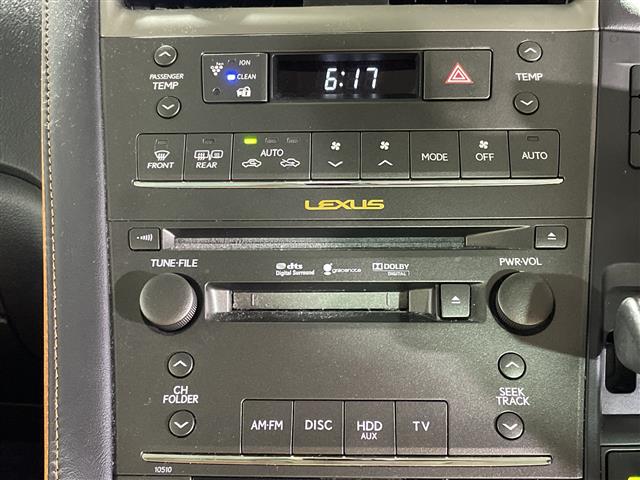 ION
CLEAN
6:17
PASSENGER
TEMP
TEMP
FRONT
REAR
AUTO
MODE
OFF
AUTO
LEXUS
TUNE·FILE
dts
Digital Surround
gracenote
DOLBY
DIGITAL
PWR·VOL
CH
FOLDER
SEEK
TRACK
AM·FM
DISC
HDD
AUX
TV
10510